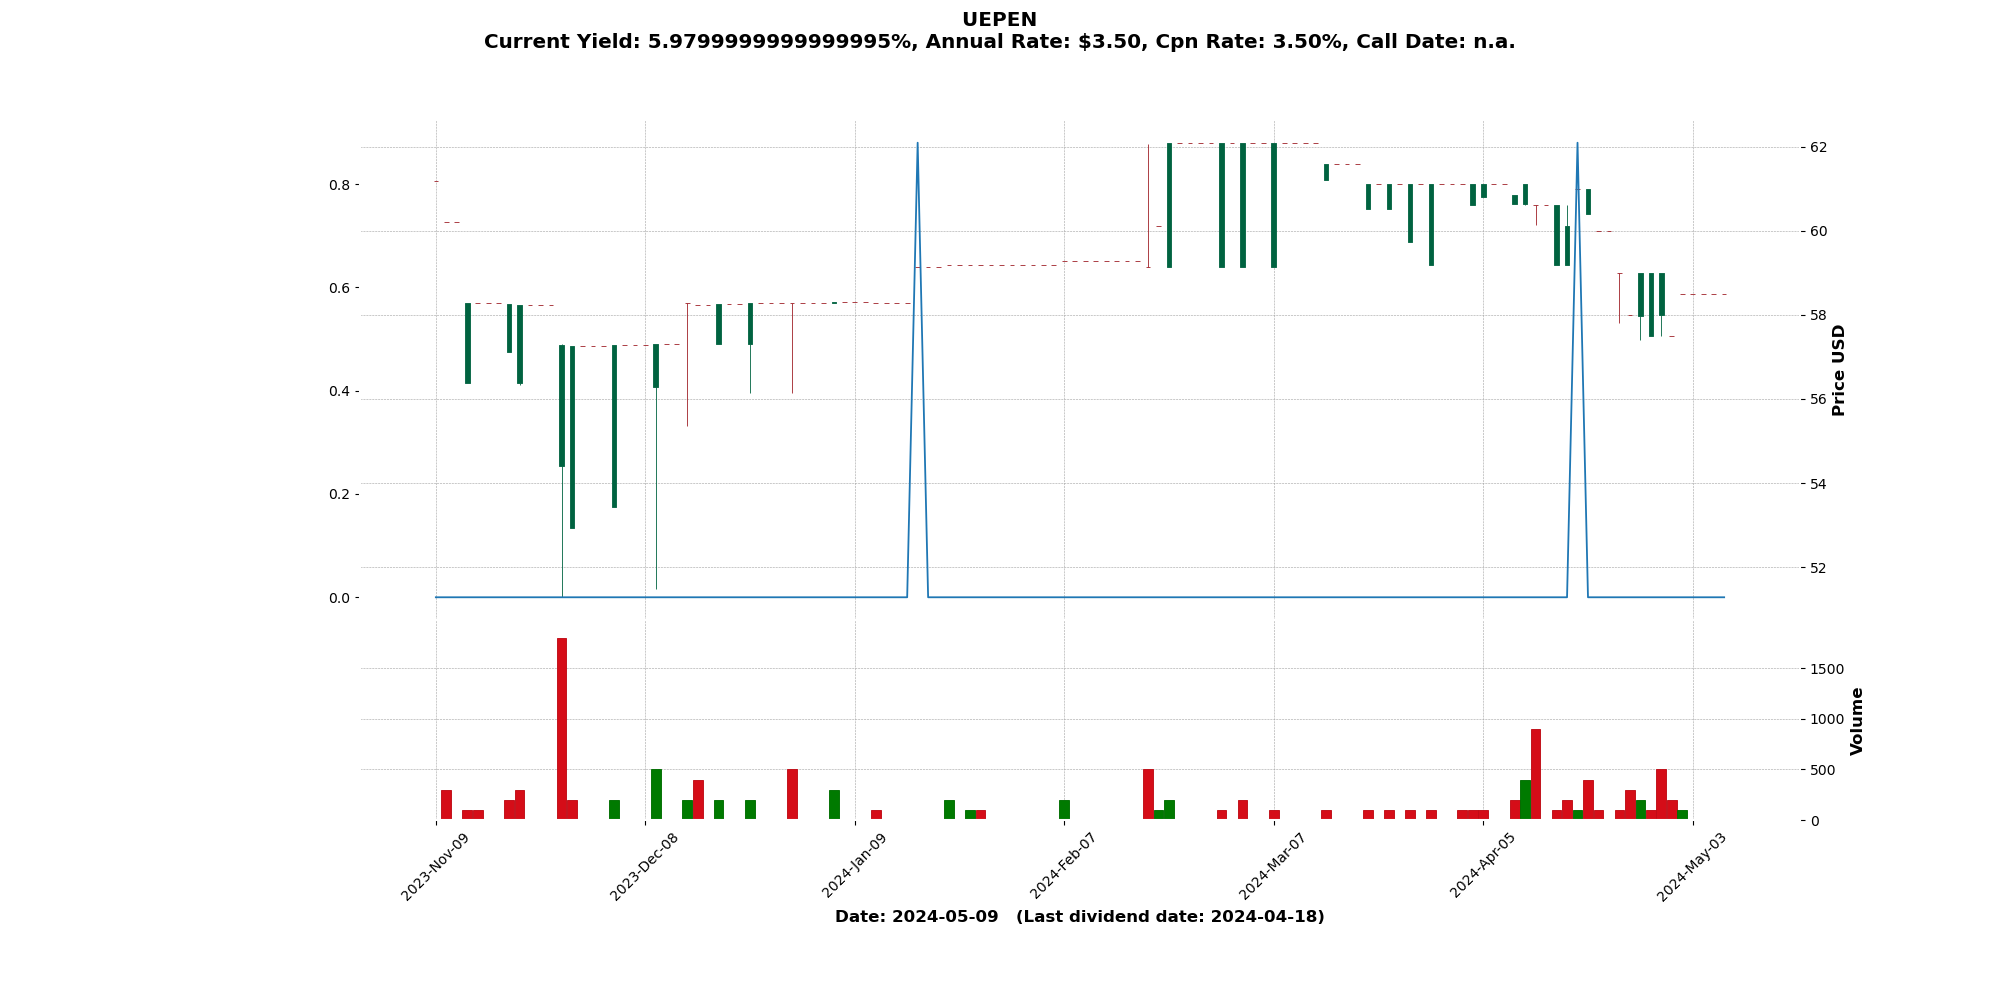 UEPEN
Current Yield: 5.9799999999999995%, Annual Rate: $3.50, Cpn Rate: 3.50%, Call Date: n.a.
0.8
0.6
0.4
0.2
0.0
62
60
58
56
54
52
Price USD
1500
1000
500
0
Volume
2023-Nov-09
2023-Dec-08
2024-Jan-09
2024-Feb-07
2024-Mar-07
2024-Apr-05
2024-May-03
Date: 2024-05-09 (Last dividend date: 2024-04-18)